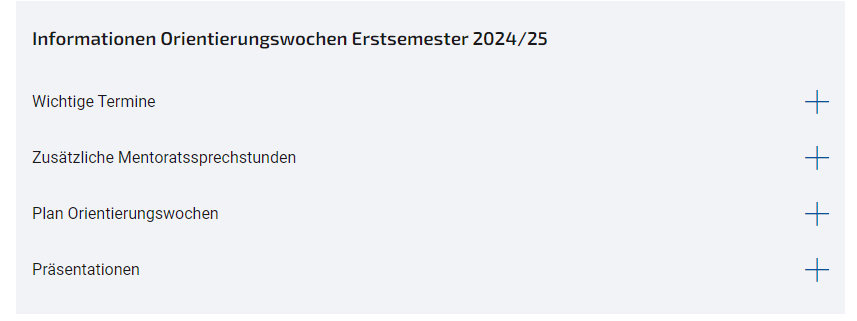 Informationen Orientierungswochen Erstsemester 2024/25
Wichtige Termine
Zusätzliche Mentoratssprechstunden
Plan Orientierungswochen
Präsentationen